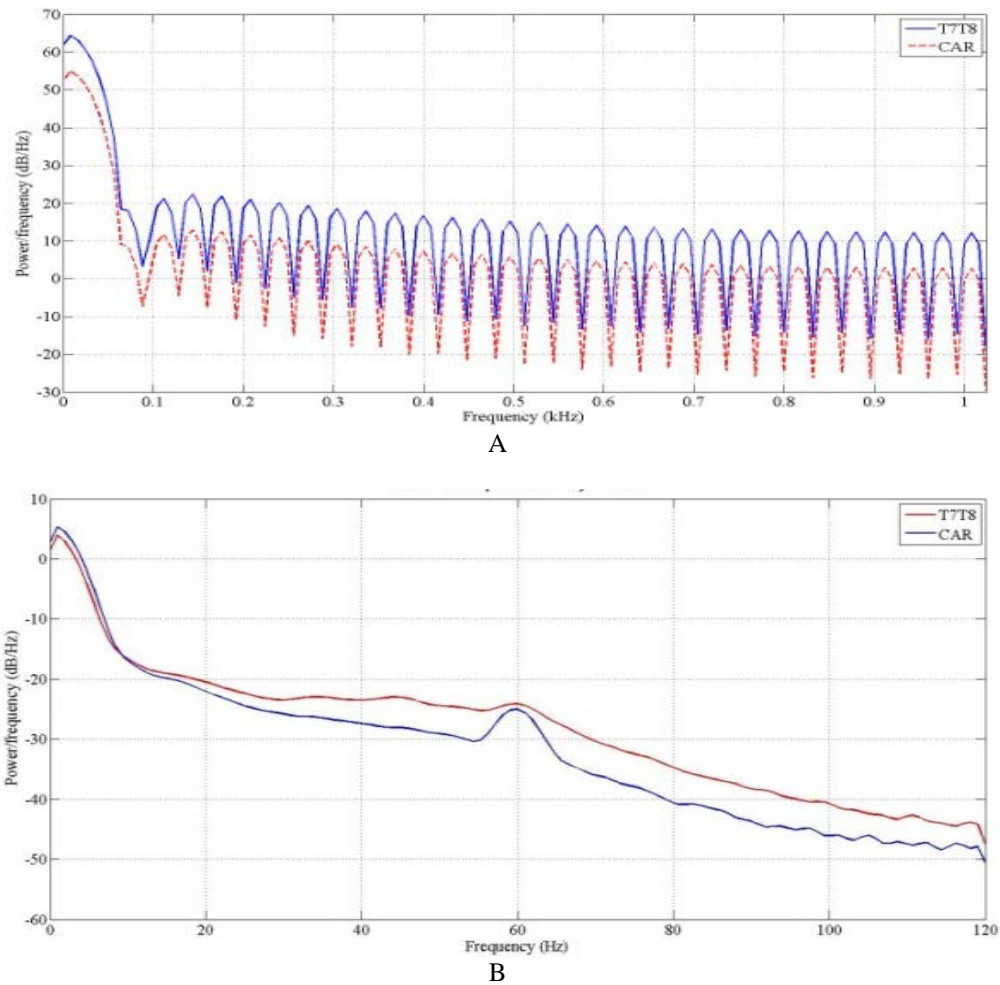 70
60
50
40
30
20
10
0
-10
-20
-30
Power/frequency (dB/Hz)
T7T8
CAR
0 0.1 0.2 0.3 0.4 0.5 0.6 0.7 0.8 0.9 1
Frequency (kHz)
A
10
0
-10
-20
-30
-40
-50
-60
Power/frequency (dB/Hz)
T7T8
CAR
0 20 40 60 80 100 120
Frequency (Hz)
B